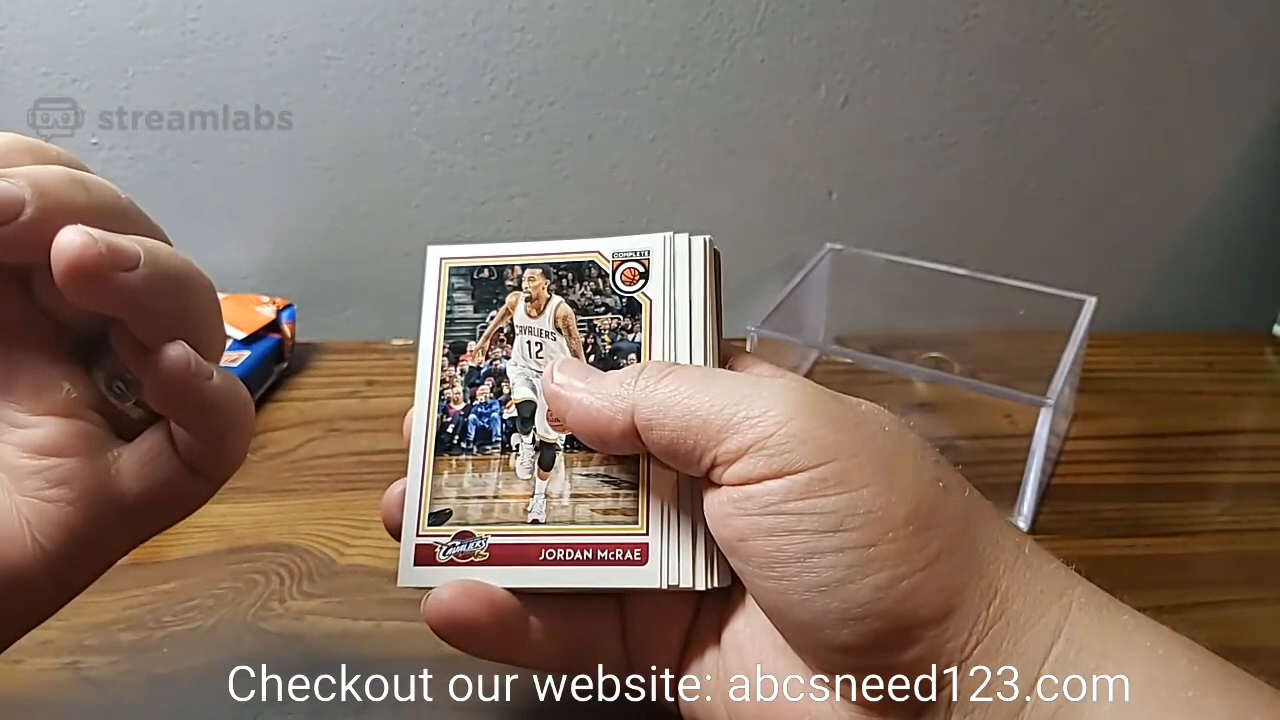 streamlabs
COMPLETE
CAVALIERS
12
CAVALIERS
JORDAN McRAE
Checkout our website: abcsneed123.com